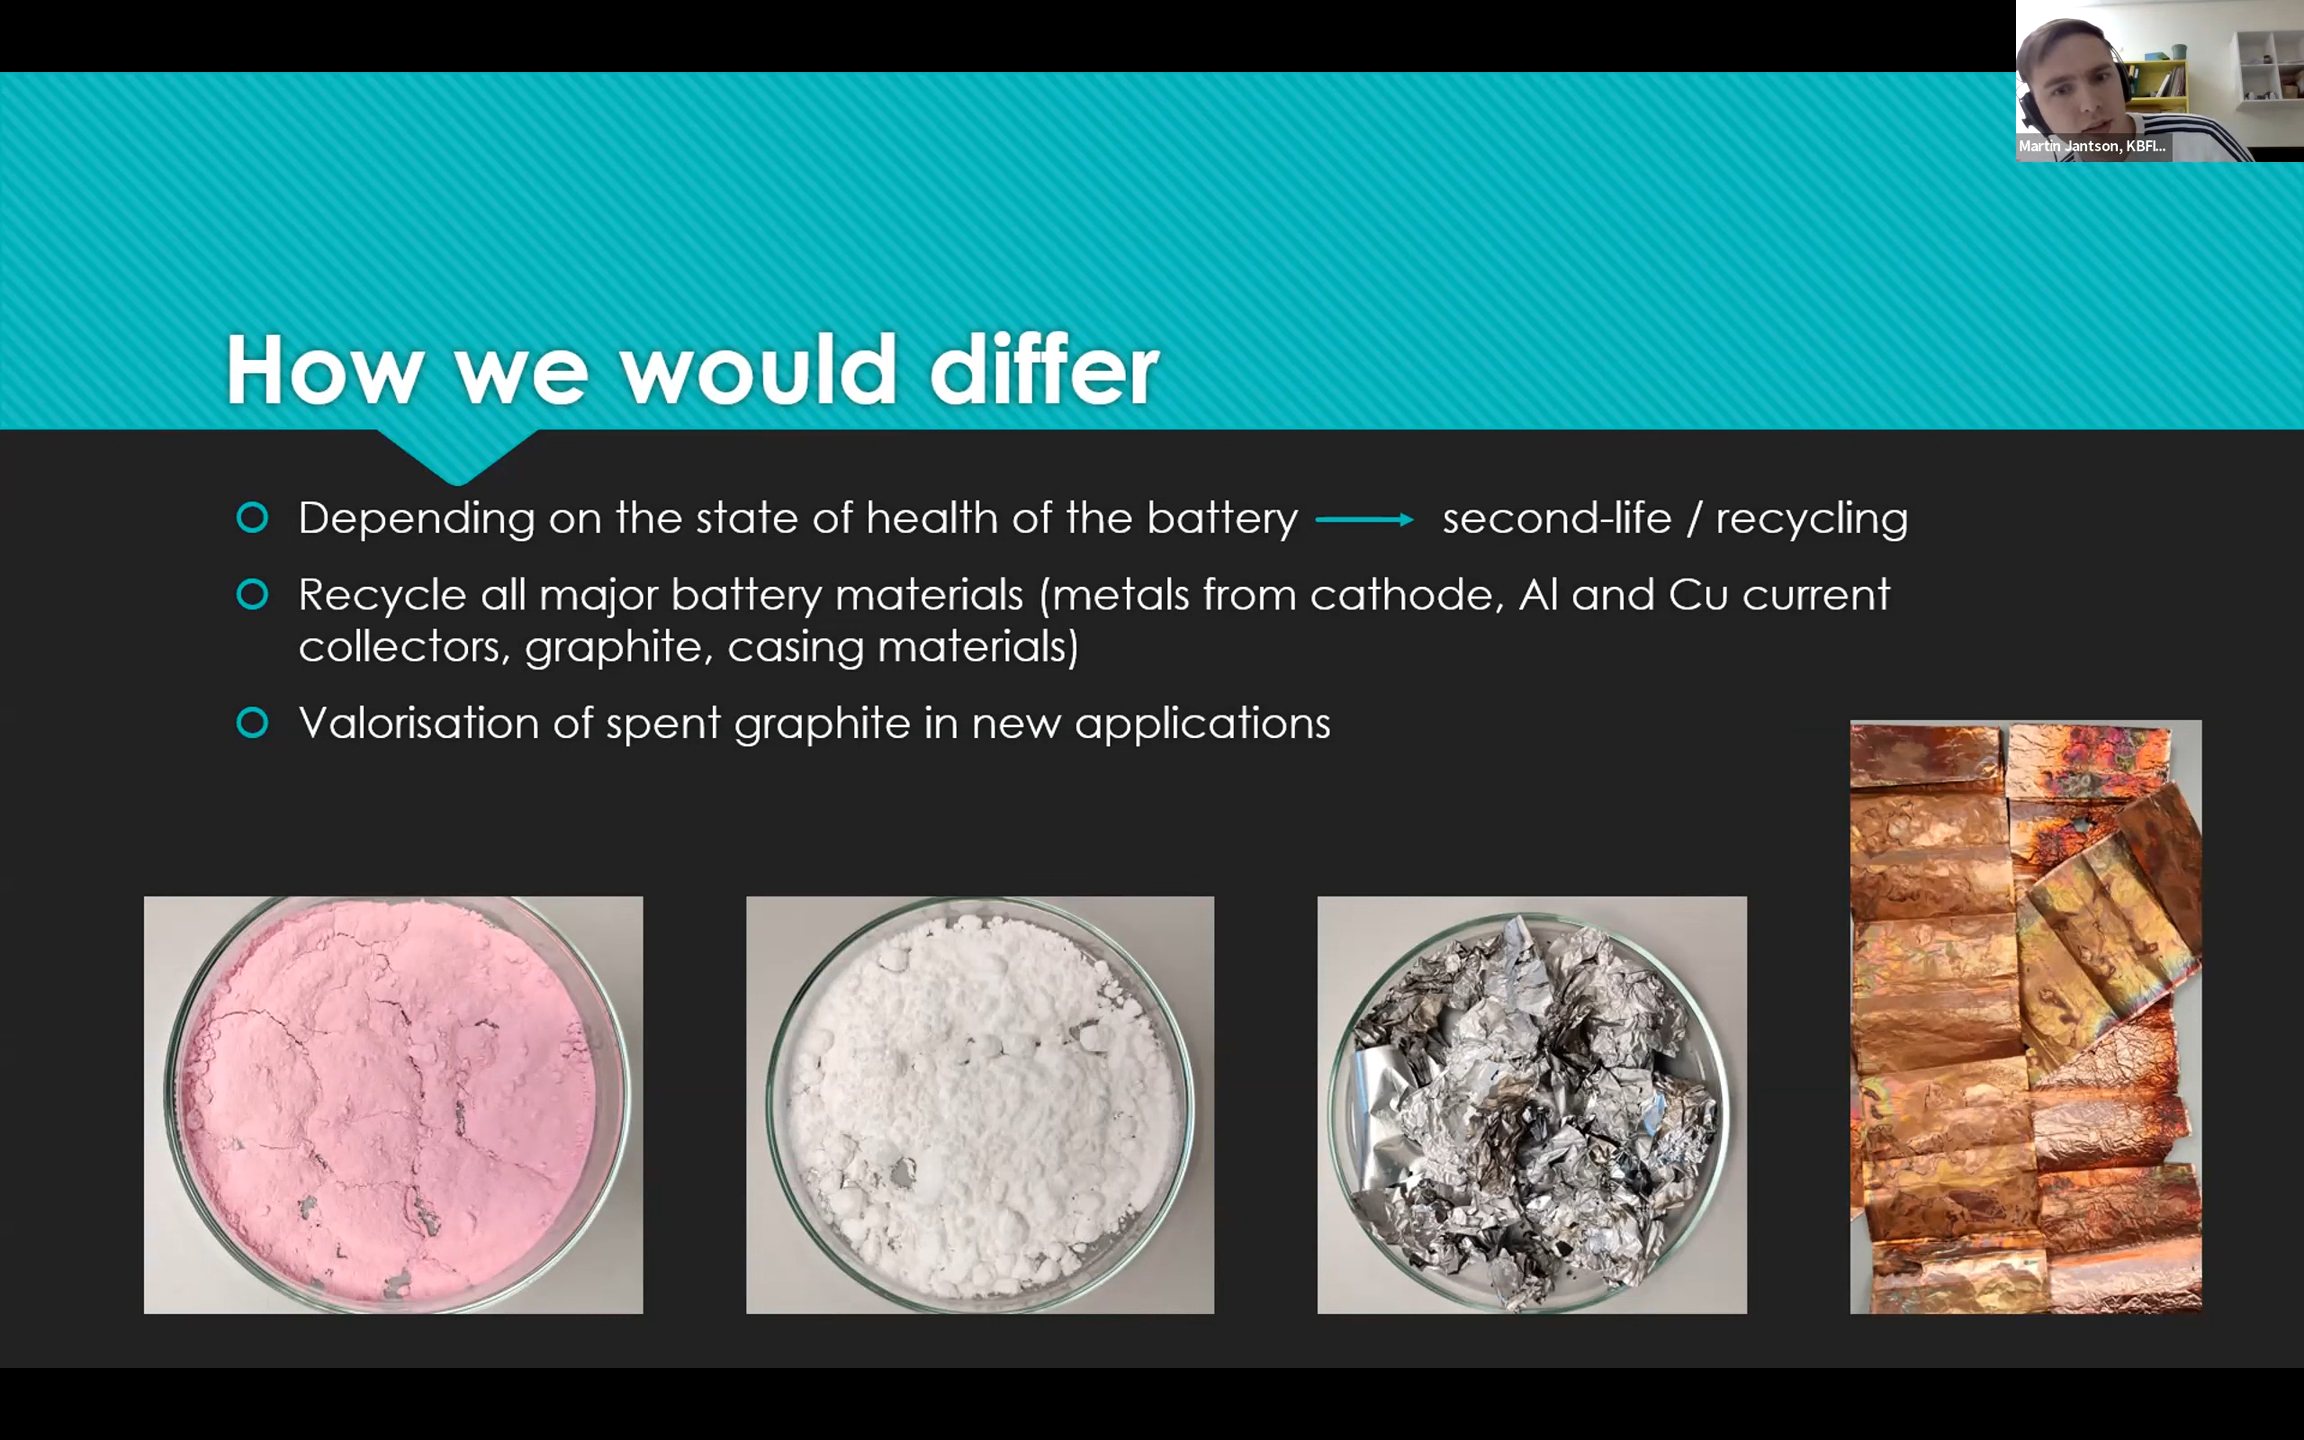 Martin Jantson, KBFI...
How we would differ
Depending on the state of health of the battery → second-life / recycling
Recycle all major battery materials (metals from cathode, Al and Cu current
collectors, graphite, casing materials)
Valorisation of spent graphite in new applications